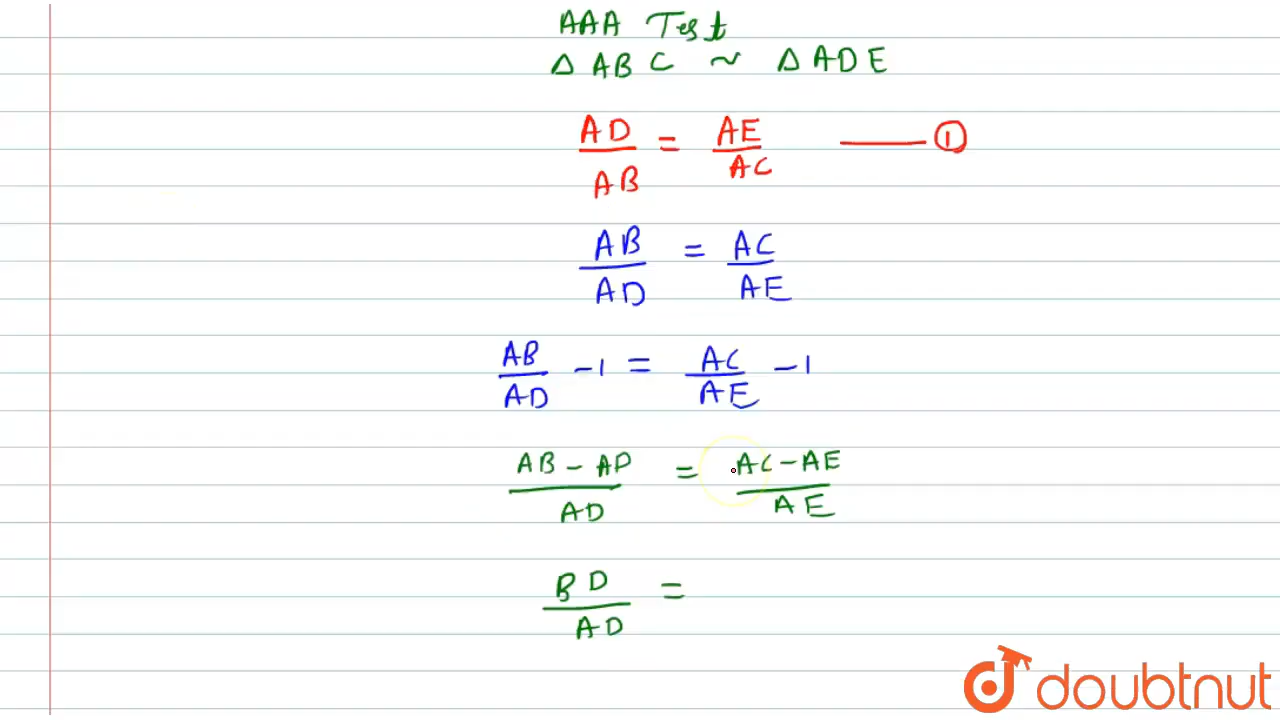 AAA Test
△ ABC ~ △ ADE
AD/AB = AE/AC —— ①
AB/AD = AC/AE
AB/AD - 1 = AC/AE - 1
AB - AD/AD = AC - AE/AE
BD/AD =
doubtnut